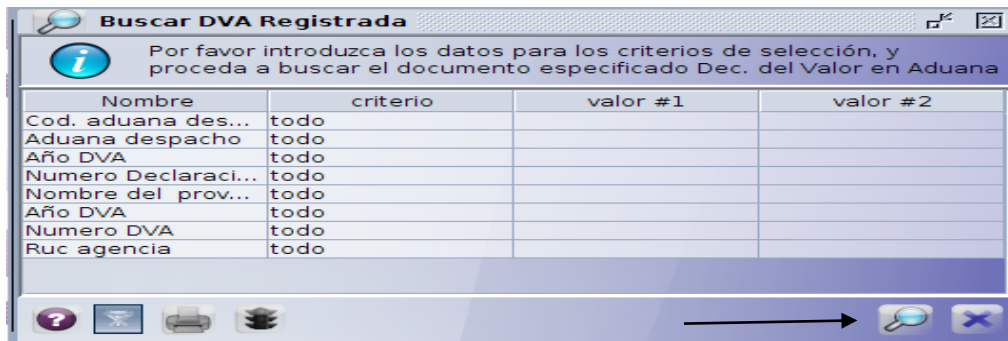 Buscar DVA Registrada
Por favor introduzca los datos para los criterios de selección, y
proceda a buscar el documento especificado Dec. del Valor en Aduana
Nombre criterio valor #1 valor #2
Cod. aduana des... todo
Aduana despacho todo
Año DVA todo
Numero Declaraci... todo
Nombre del prov... todo
Año DVA todo
Numero DVA todo
Ruc agencia todo